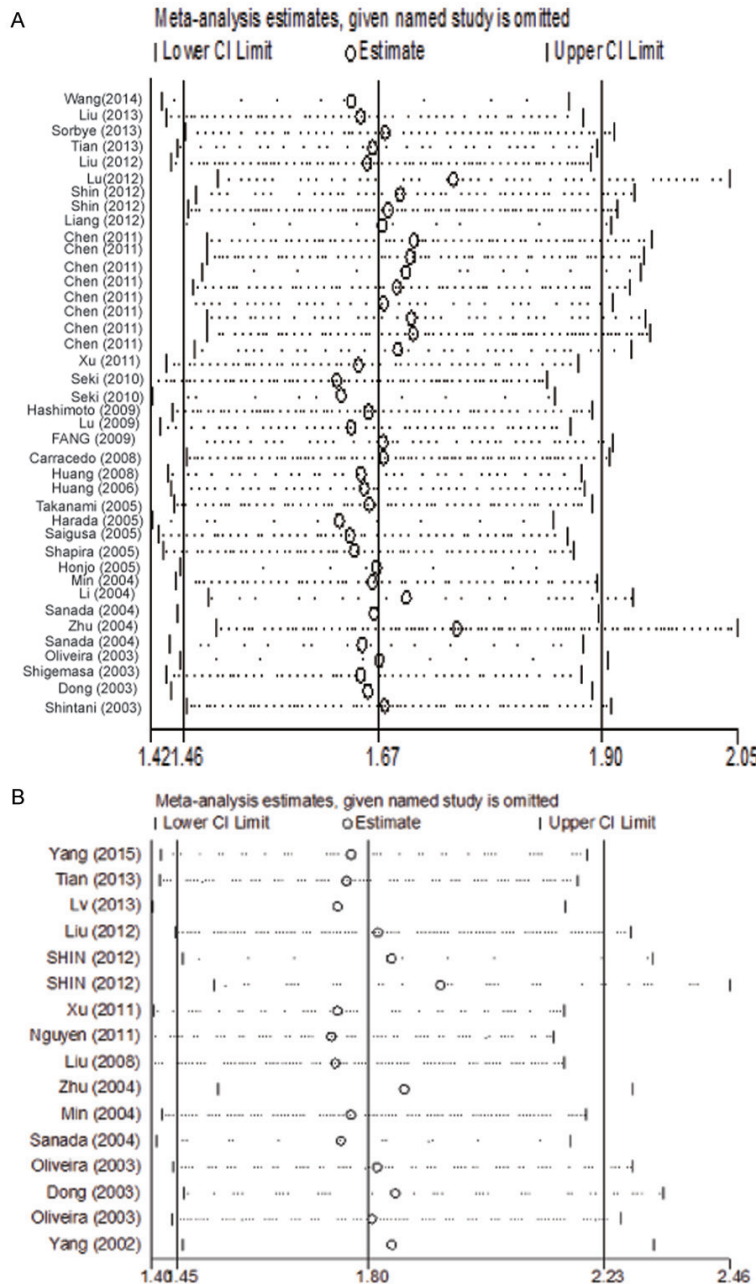 A
Meta-analysis estimates, given named study is omitted
Lower CI Limit Estimate Upper CI Limit
Wang(2014)
Liu (2013)
Sorbye (2013)
Tian (2013)
Liu (2012)
Lu(2012)
Shin (2012)
Shin (2012)
Liang (2012)
Chen (2011)
Chen (2011)
Chen (2011)
Chen (2011)
Chen (2011)
Chen (2011)
Chen (2011)
Chen (2011)
Xu (2011)
Seki (2010)
Seki (2010)
Hashimoto (2009)
Lu (2009)
FANG (2009)
Carracedo (2008)
Huang (2008)
Huang (2006)
Takanami (2005)
Harada (2005)
Saigusa (2005)
Shapira (2005)
Honjo (2005)
Min (2004)
Li (2004)
Sanada (2004)
Zhu (2004)
Sanada (2004)
Oliveira (2003)
Shigemasa (2003)
Dong (2003)
Shintani (2003)
1.42 1.46 1.67 1.90 2.05
B
Meta-analysis estimates, given named study is omitted
Lower CI Limit Estimate Upper CI Limit
Yang (2015)
Tian (2013)
Lv (2013)
Liu (2012)
SHIN (2012)
SHIN (2012)
Xu (2011)
Nguyen (2011)
Liu (2008)
Zhu (2004)
Min (2004)
Sanada (2004)
Oliveira (2003)
Dong (2003)
Oliveira (2003)
Yang (2002)
1.40 1.45 1.80 2.23 2.46